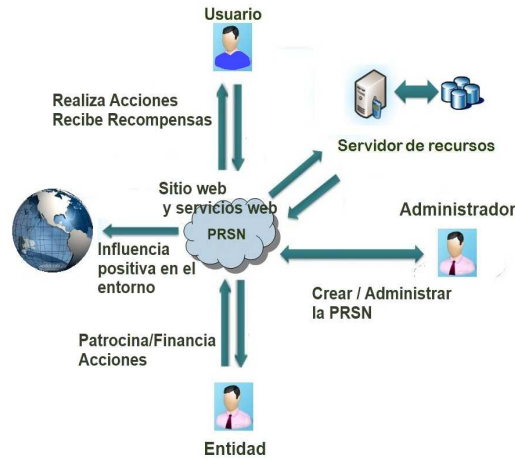 Usuario
Realiza Acciones
Recibe Recompensas
Servidor de recursos
Sitio web
y servicios web
PRSN
Administrador
Influencia
positiva en el
entorno
Crear / Administrar
la PRSN
Patrocina/Financia
Acciones
Entidad